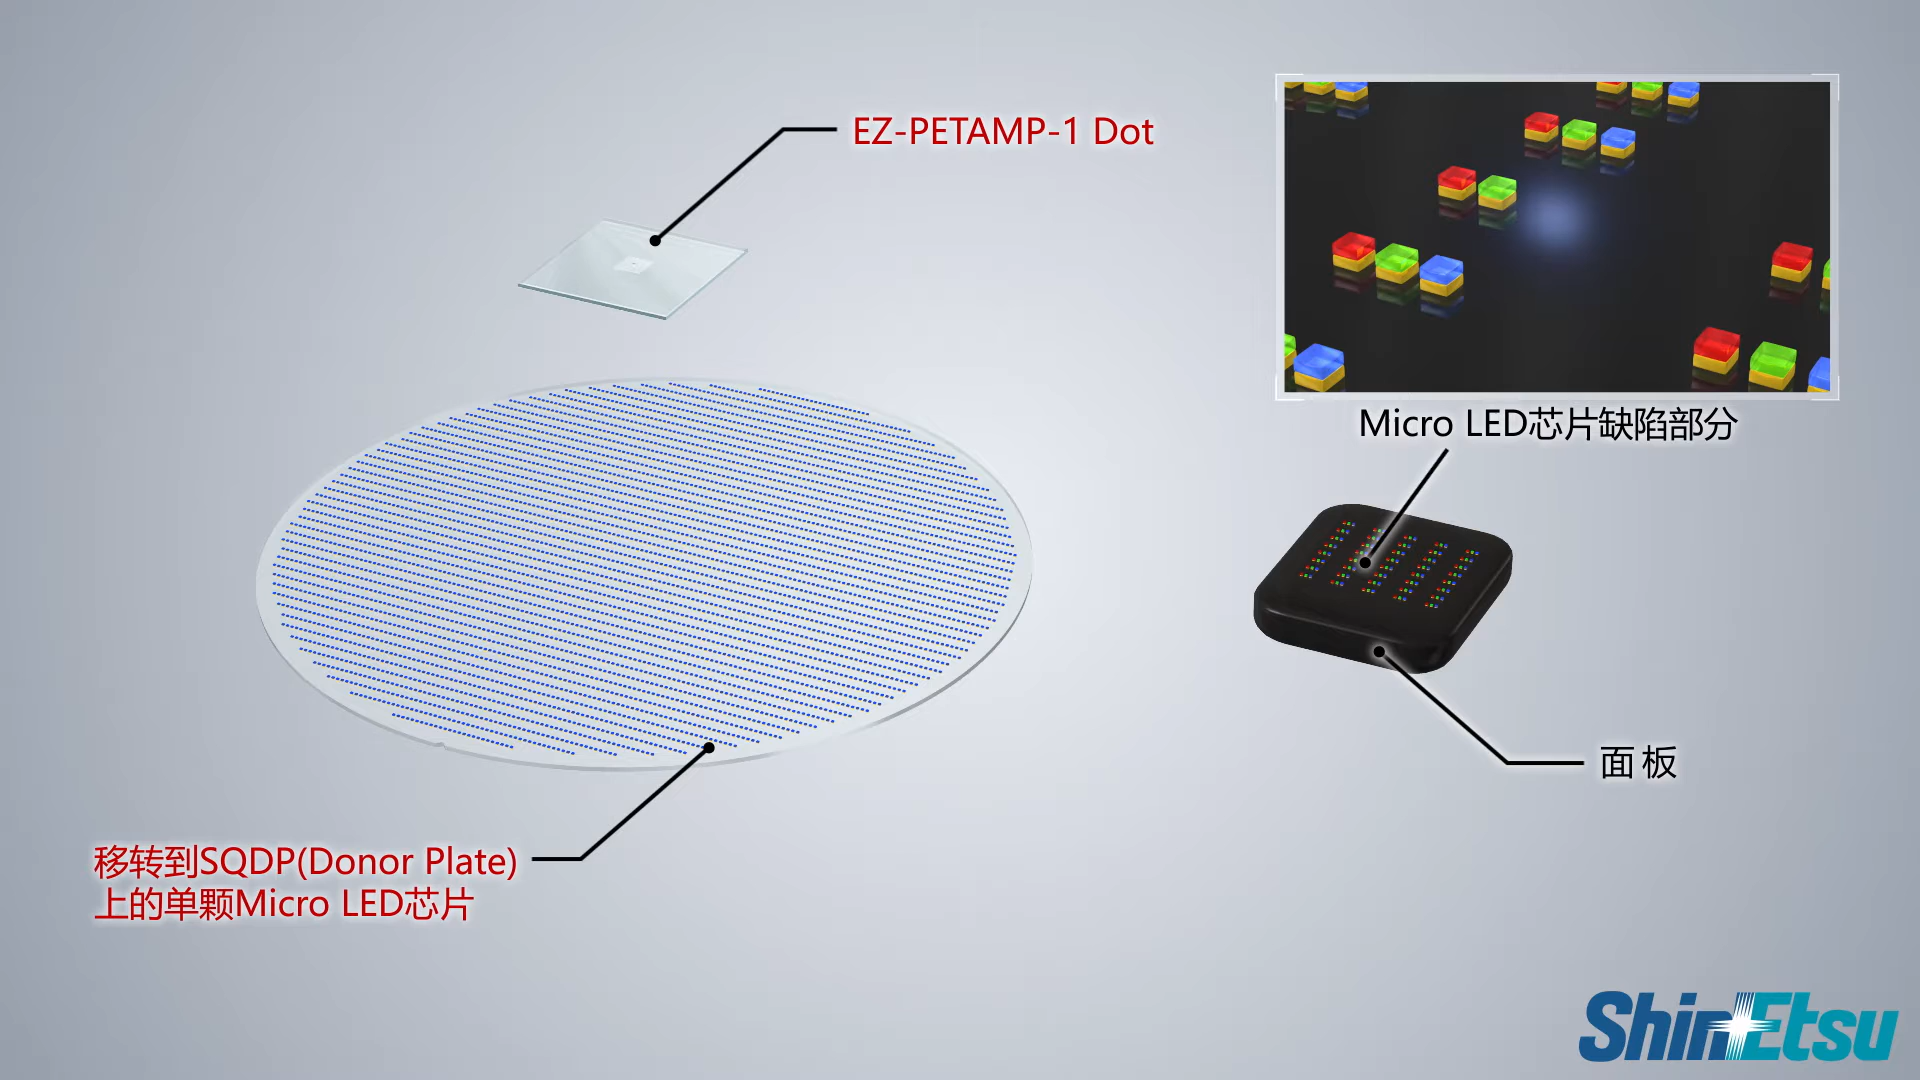 EZ-PETAMP-1 Dot
Micro LED芯片缺陷部分
面板
移转到SQDP(Donor Plate)
上的单颗Micro LED芯片
ShinEtsu